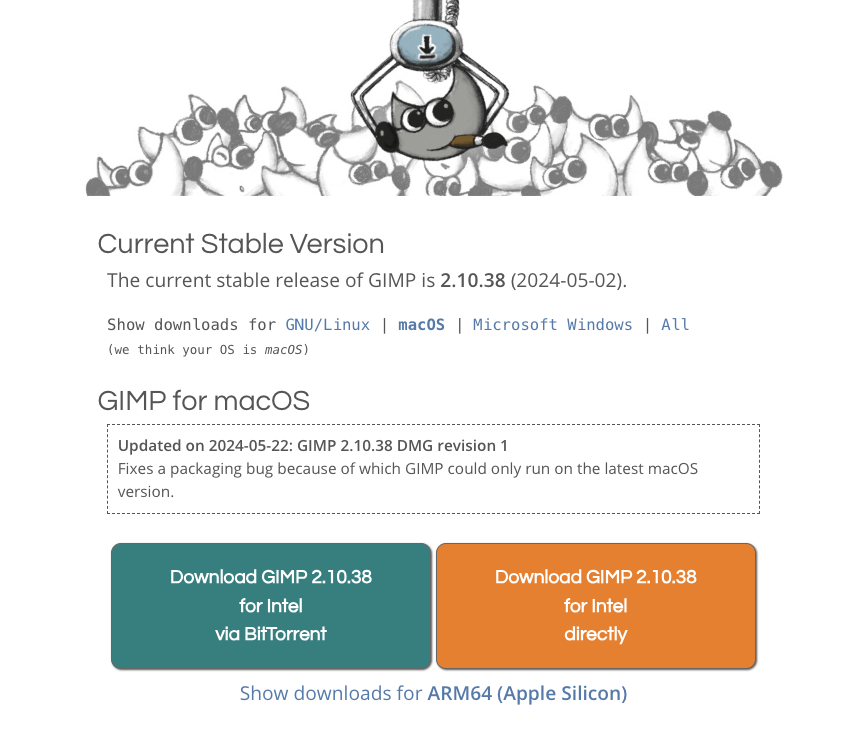 Current Stable Version
The current stable release of GIMP is 2.10.38 (2024-05-02).
Show downloads for GNU/Linux | macOS | Microsoft Windows | All
(we think your OS is macOS)
GIMP for macOS
Updated on 2024-05-22: GIMP 2.10.38 DMG revision 1
Fixes a packaging bug because of which GIMP could only run on the latest macOS
version.
Download GIMP 2.10.38
for Intel
via BitTorrent
Download GIMP 2.10.38
for Intel
directly
Show downloads for ARM64 (Apple Silicon)